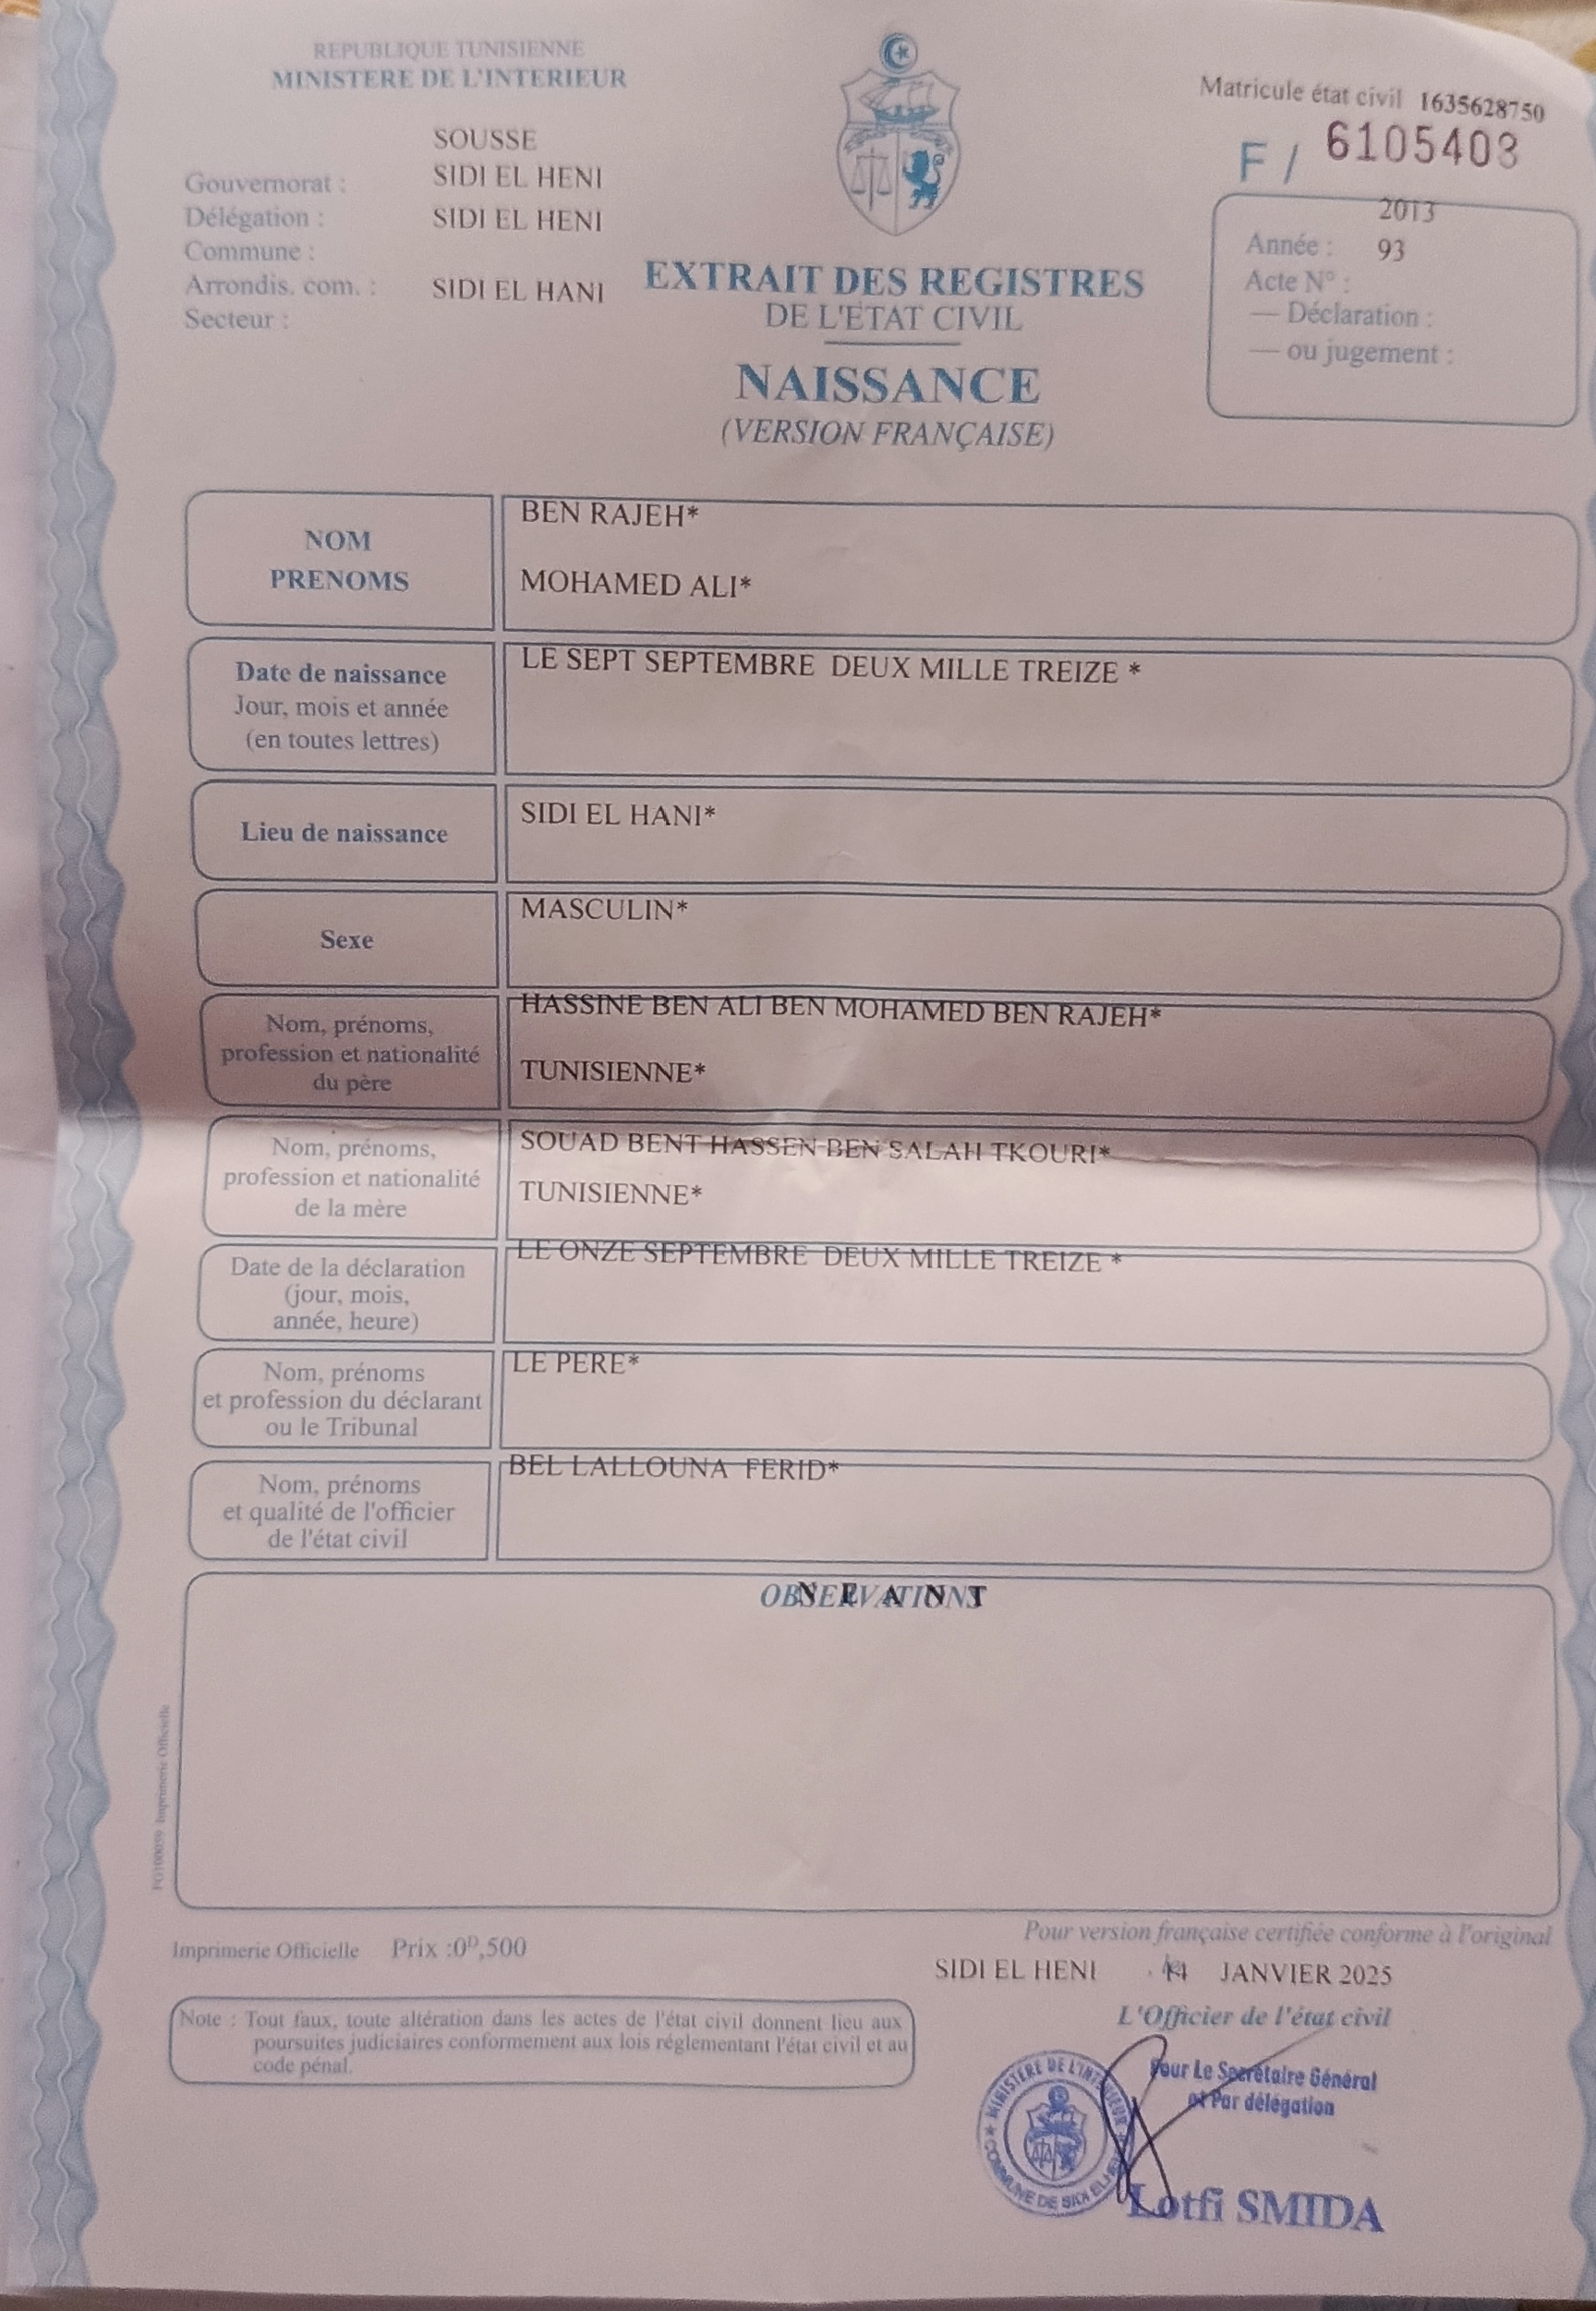 REPUBLIQUE TUNISIENNE
MINISTERE DE L'INTERIEUR
SOUSSE
Gouvernorat : SIDI EL HENI
Délégation : SIDI EL HENI
Commune :
Arrondis. com. : SIDI EL HANI
Secteur :
Matricule état civil 1635628750
F / 6105403
2013
Année : 93
Acte N° :
— Déclaration :
— ou jugement :
EXTRAIT DES REGISTRES
DE L'ETAT CIVIL
NAISSANCE
(VERSION FRANÇAISE)
NOM
PRENOMS
BEN RAJEH*
MOHAMED ALI*
Date de naissance
Jour, mois et année
(en toutes lettres)
LE SEPT SEPTEMBRE DEUX MILLE TREIZE *
Lieu de naissance
SIDI EL HANI*
Sexe
MASCULIN*
Nom, prénoms,
profession et nationalité
du père
HASSINE BEN ALI BEN MOHAMED BEN RAJEH*
TUNISIENNE*
Nom, prénoms,
profession et nationalité
de la mère
SOUAD BENT HASSEN BEN SALAH TKOURI*
TUNISIENNE*
Date de la déclaration
(jour, mois,
année, heure)
LE ONZE SEPTEMBRE DEUX MILLE TREIZE *
Nom, prénoms
et profession du déclarant
ou le Tribunal
LE PERE*
Nom, prénoms
et qualité de l'officier
de l'état civil
BEL LALLOUNA FERID*
OBSERVATIONS
N E A N T
Imprimerie Officielle
Imprimerie Officielle Prix :0ᴰ,500
Pour version française certifiée conforme à l'original
SIDI EL HENI JANVIER 2025
L'Officier de l'état civil
Note : Tout faux, toute altération dans les actes de l'état civil donnent lieu aux
poursuites judiciaires conformement aux lois réglementant l'état civil et au
code pénal.
Pour Le Secrétaire Général
et Par délégation
MINISTERE DE L'INTERIEUR
COMMUNE DE SIDI ELHENI
Lotfi SMIDA